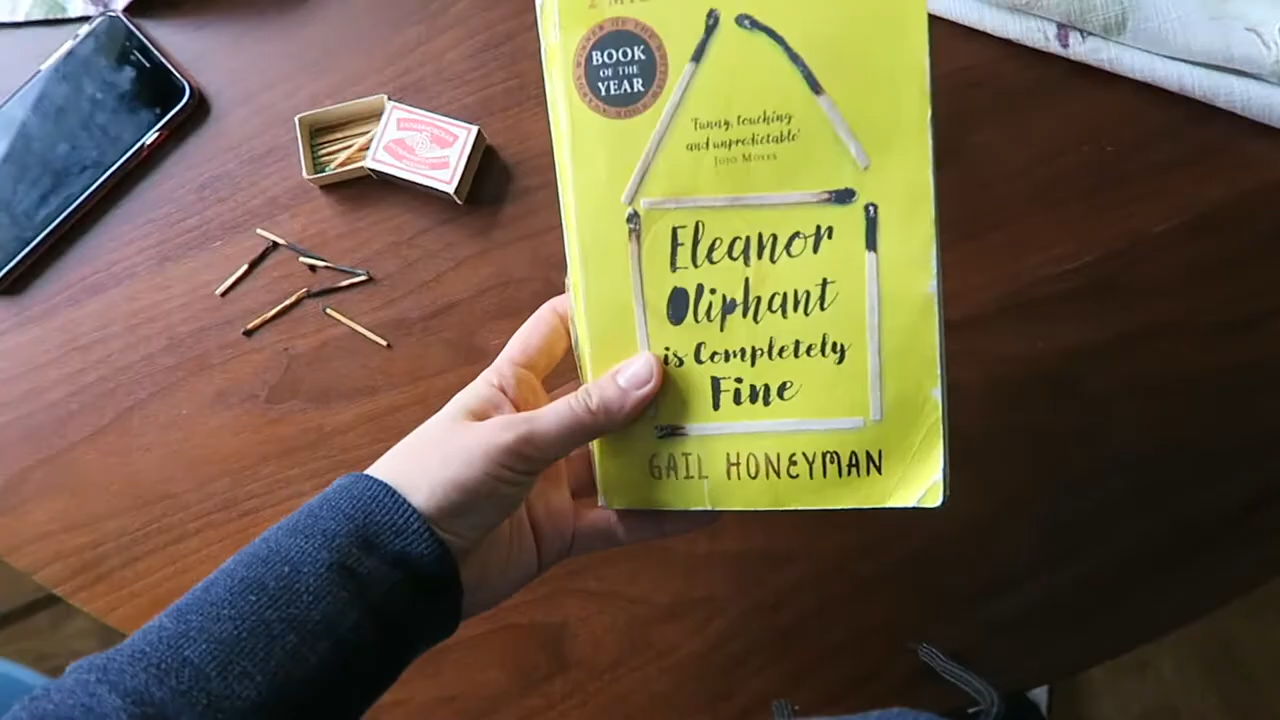 BOOK
OF THE
YEAR
'Funny, touching
and unpredictable'
JOJO MOYES
Eleanor
Oliphant
is Completely
Fine
GAIL HONEYMAN